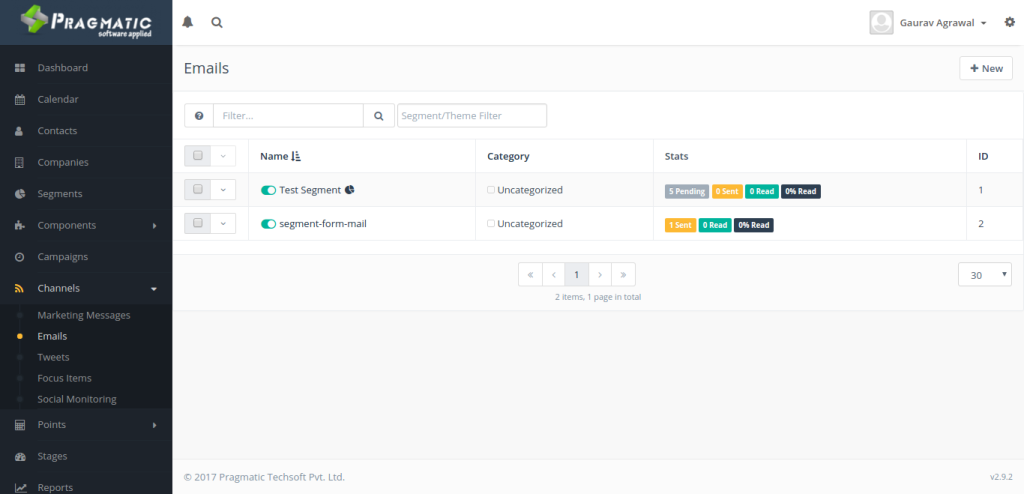 PRAGMATIC
software applied
Gaurav Agrawal
Dashboard
Calendar
Contacts
Companies
Segments
Components
Campaigns
Channels
Marketing Messages
Emails
Tweets
Focus Items
Social Monitoring
Points
Stages
Reports
Emails
+ New
Filter...
Segment/Theme Filter
Name Category Stats ID
Test Segment Uncategorized 5 Pending 0 Sent 0 Read 0% Read 1
segment-form-mail Uncategorized 1 Sent 0 Read 0% Read 2
« ‹ 1 › »
30
2 items, 1 page in total
© 2017 Pragmatic Techsoft Pvt. Ltd.
v2.9.2